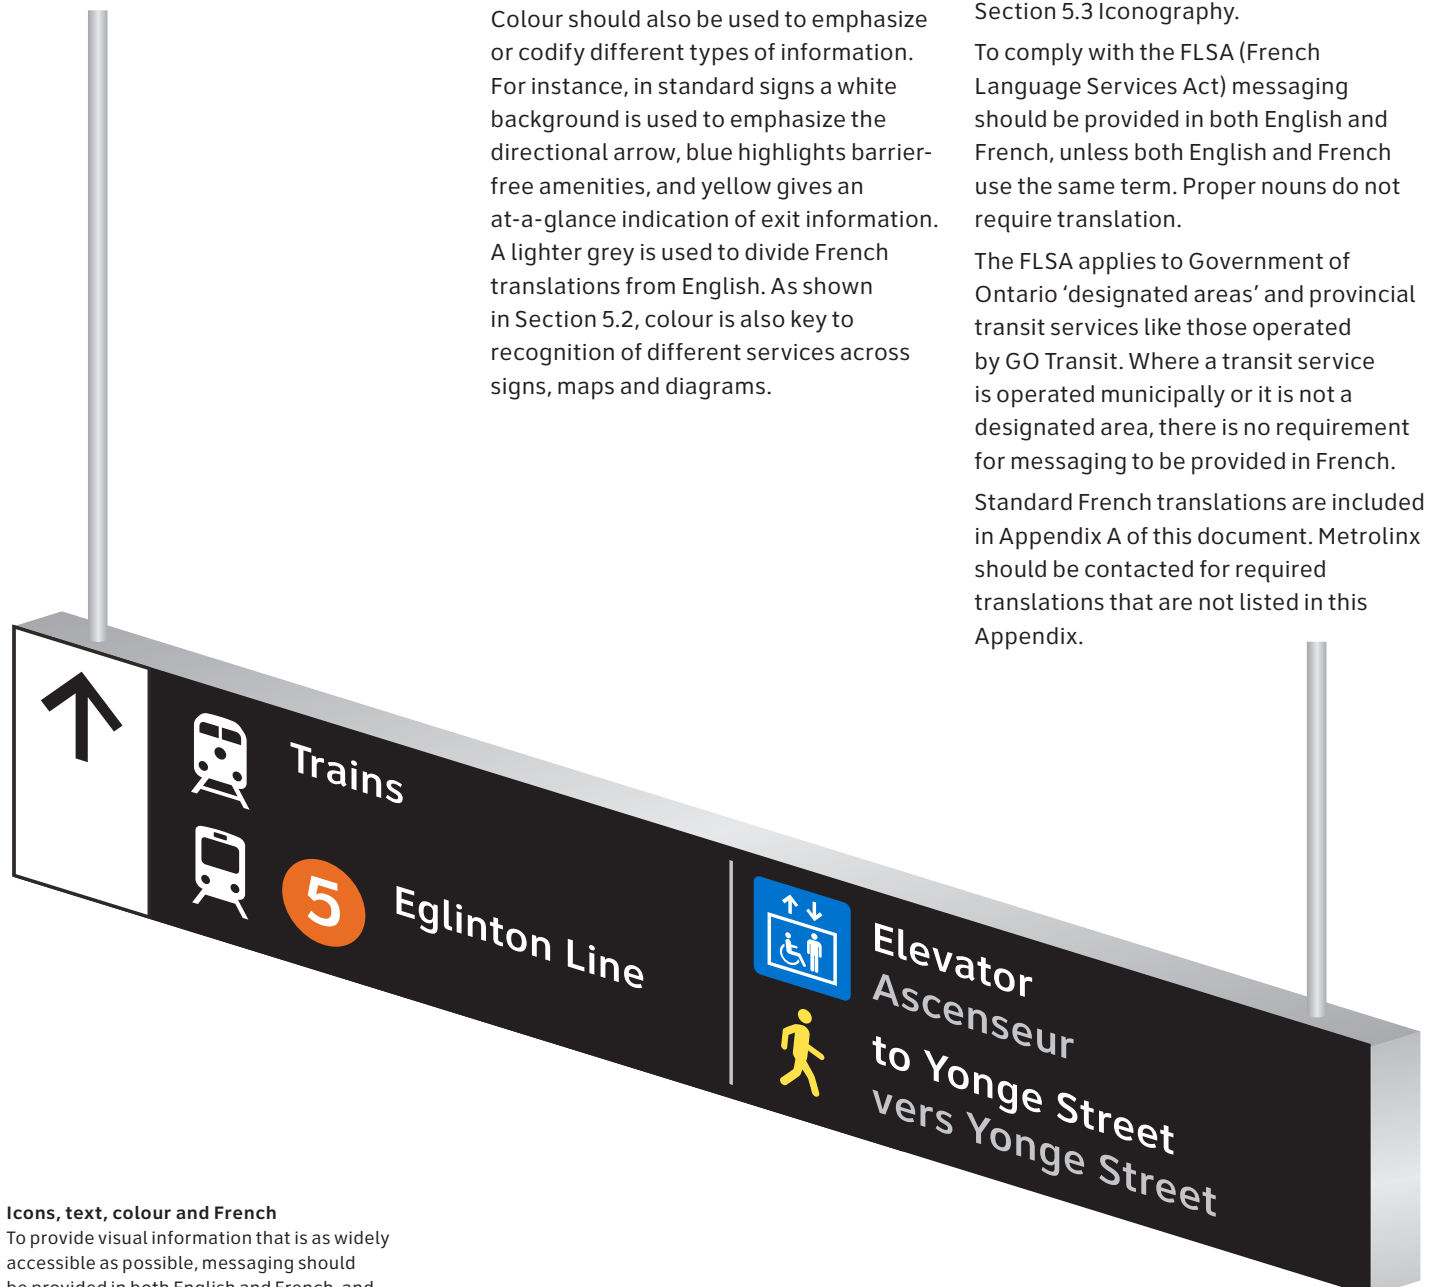 Colour should also be used to emphasize
or codify different types of information.
For instance, in standard signs a white
background is used to emphasize the
directional arrow, blue highlights barrier-
free amenities, and yellow gives an
at-a-glance indication of exit information.
A lighter grey is used to divide French
translations from English. As shown
in Section 5.2, colour is also key to
recognition of different services across
signs, maps and diagrams.
Section 5.3 Iconography.
To comply with the FLSA (French
Language Services Act) messaging
should be provided in both English and
French, unless both English and French
use the same term. Proper nouns do not
require translation.
The FLSA applies to Government of
Ontario ‘designated areas’ and provincial
transit services like those operated
by GO Transit. Where a transit service
is operated municipally or it is not a
designated area, there is no requirement
for messaging to be provided in French.
Standard French translations are included
in Appendix A of this document. Metrolinx
should be contacted for required
translations that are not listed in this
Appendix.
Trains
5 Eglinton Line
Elevator
Ascenseur
to Yonge Street
vers Yonge Street
Icons, text, colour and French
To provide visual information that is as widely
accessible as possible, messaging should
be provided in both English and French, and